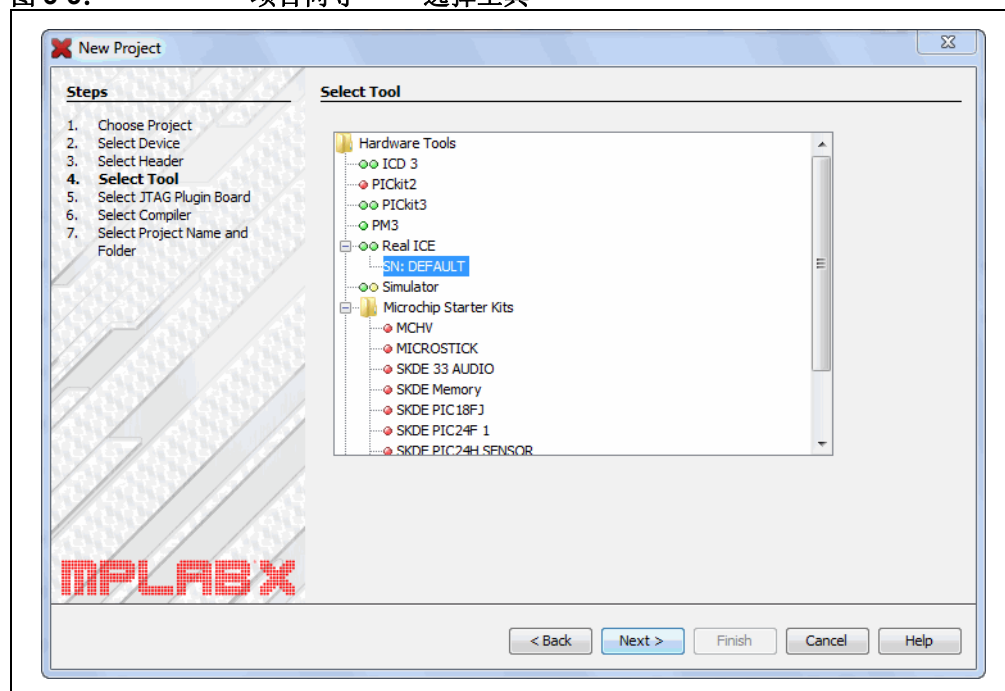 New Project
Steps
1. Choose Project
2. Select Device
3. Select Header
4. Select Tool
5. Select JTAG Plugin Board
6. Select Compiler
7. Select Project Name and
Folder
Select Tool
Hardware Tools
ICD 3
PICkit2
PICkit3
PM3
Real ICE
SN: DEFAULT
Simulator
Microchip Starter Kits
MCHV
MICROSTICK
SKDE 33 AUDIO
SKDE Memory
SKDE PIC18FJ
SKDE PIC24F 1
SKDE PIC24H SENSOR
MPLAB X
< Back
Next >
Finish
Cancel
Help